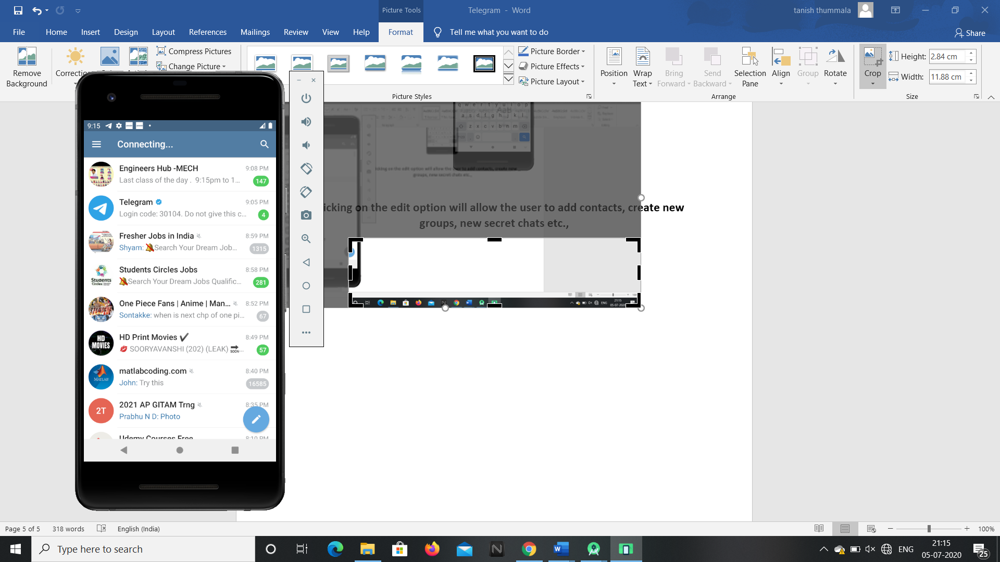 Picture Tools
Telegram - Word
tanish thummala
File Home Insert Design Layout References Mailings Review View Help Format Tell me what you want to do Share
Remove Background
Compress Pictures
Change Picture
Picture Border
Picture Effects
Picture Layout
Picture Styles
Position
Wrap Text
Bring Forward
Send Backward
Selection Pane
Align
Group
Rotate
Arrange
Crop
Height: 2.84 cm
Width: 11.88 cm
Size
9:15
Connecting...
Engineers Hub -MECH 9:08 PM
Last class of the day . 9:15pm to 1... 147
Telegram 9:05 PM
Login code: 30104. Do not give this c... 4
Fresher Jobs in India 8:59 PM
Shyam: 🔕Search Your Dream Job... 1315
Students Circles Jobs 8:58 PM
🔕Search Your Dream Jobs Qualific... 281
One Piece Fans | Anime | Man... 8:52 PM
Sontakke: when is next chp of one pi... 67
HD Print Movies ✔ 8:49 PM
💋 SOORYAVANSHI (202) (LEAK) 🔜... 57
HD MOVIES
matlabcoding.com 8:40 PM
John: Try this 16585
MATLAB
2021 AP GITAM Trng 8:35 PM
2T
Prabhu N D: Photo
Udemy Courses Free 8:10 PM
icking on the edit option will allow the user to add contacts, create new
groups, new secret chats etc.,
q w e r t y u i o p
a s d f g h j k l
z x c v b n m
21:15
05-07-2020
ENG
Page 5 of 5 318 words English (India) 100%
Type here to search
ENG
21:15
05-07-2020
25